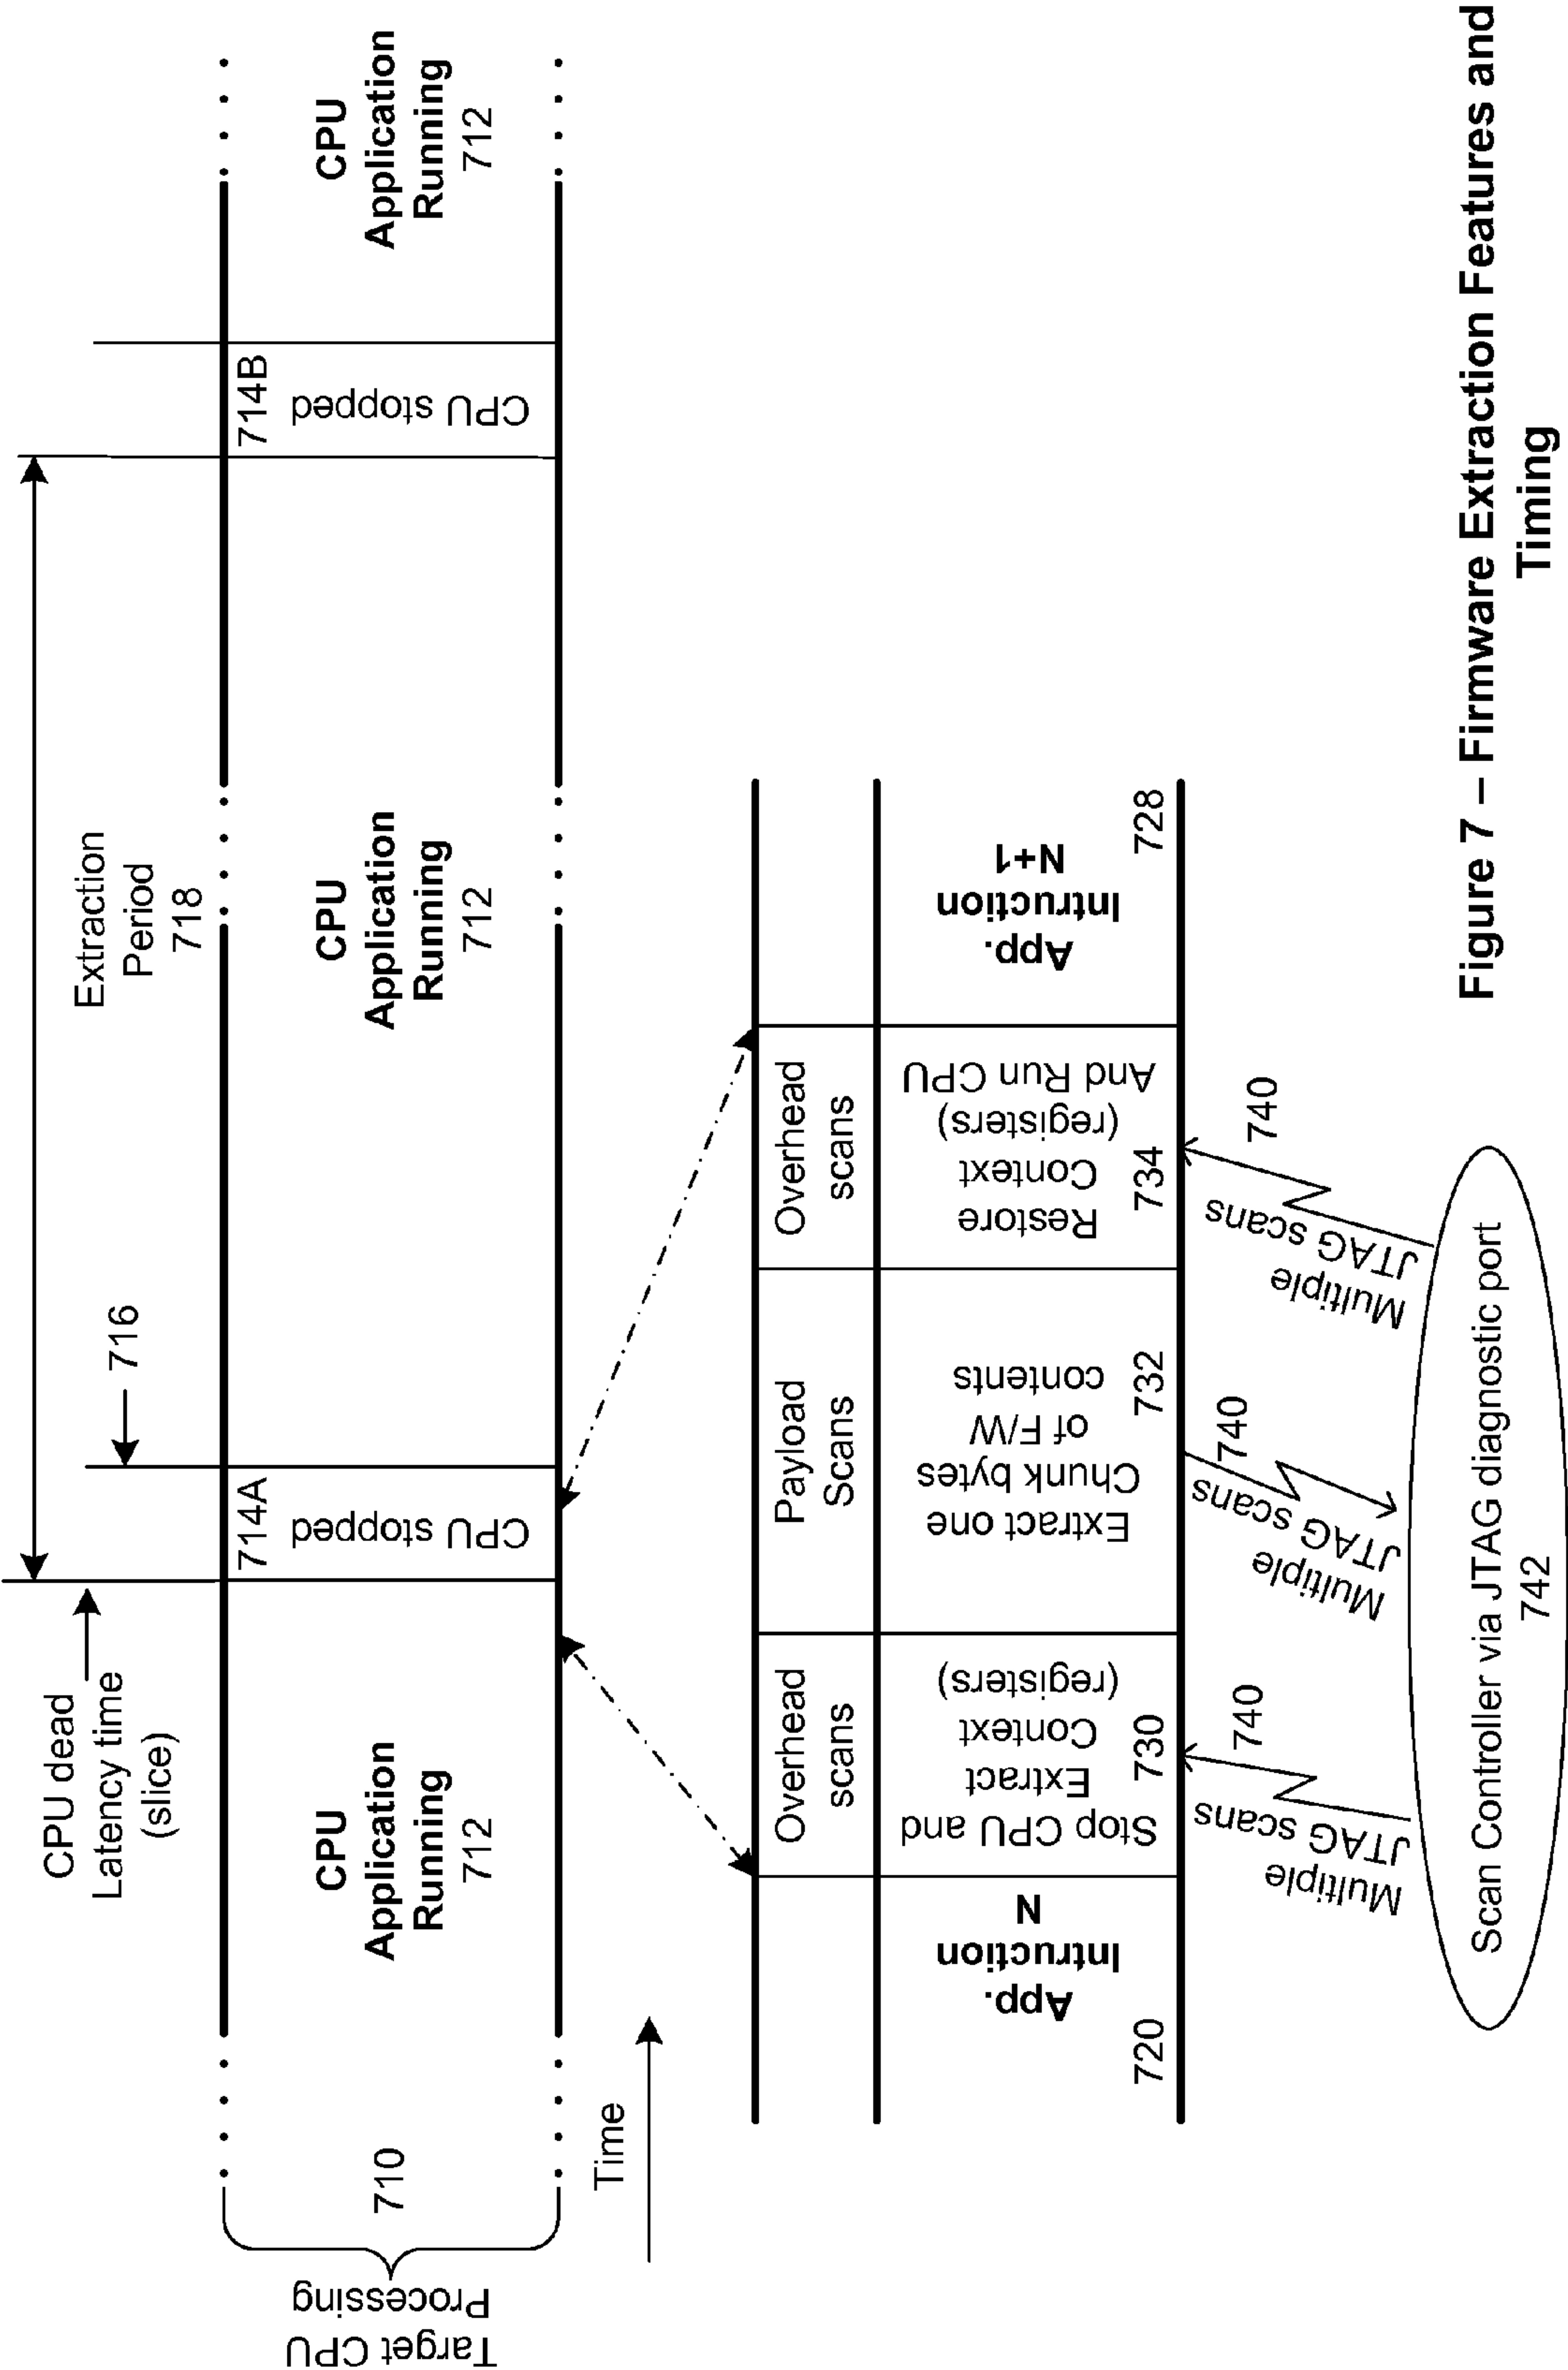 Extraction
Period
718
CPU dead
Latency time
(slice)
716
Target CPU
Processing
710
CPU
Application
Running
712
714A
CPU stopped
CPU
Application
Running
712
714B
CPU stopped
CPU
Application
Running
712
Time
Overhead
scans
Payload
Scans
Overhead
scans
App.
Intruction
N
720
Stop CPU and
Extract
Context
(registers)
730
Extract one
Chunk bytes
of F/W
contents
732
Restore
Context
(registers)
And Run CPU
734
App.
Intruction
N+1
728
Multiple
JTAG scans
740
Multiple
JTAG scans
740
Multiple
JTAG scans
740
Scan Controller via JTAG diagnostic port
742
Figure 7 – Firmware Extraction Features and
Timing